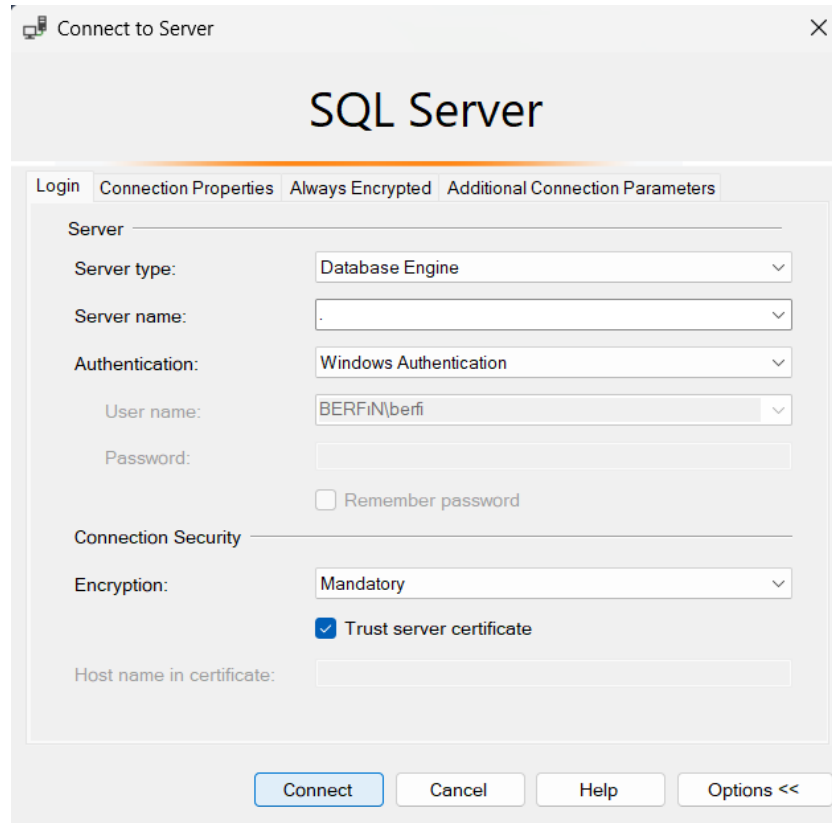 Connect to Server
SQL Server
Login Connection Properties Always Encrypted Additional Connection Parameters
Server
Server type: Database Engine
Server name: .
Authentication: Windows Authentication
User name: BERFiN\berfi
Password:
Remember password
Connection Security
Encryption: Mandatory
Trust server certificate
Host name in certificate:
Connect Cancel Help Options <<